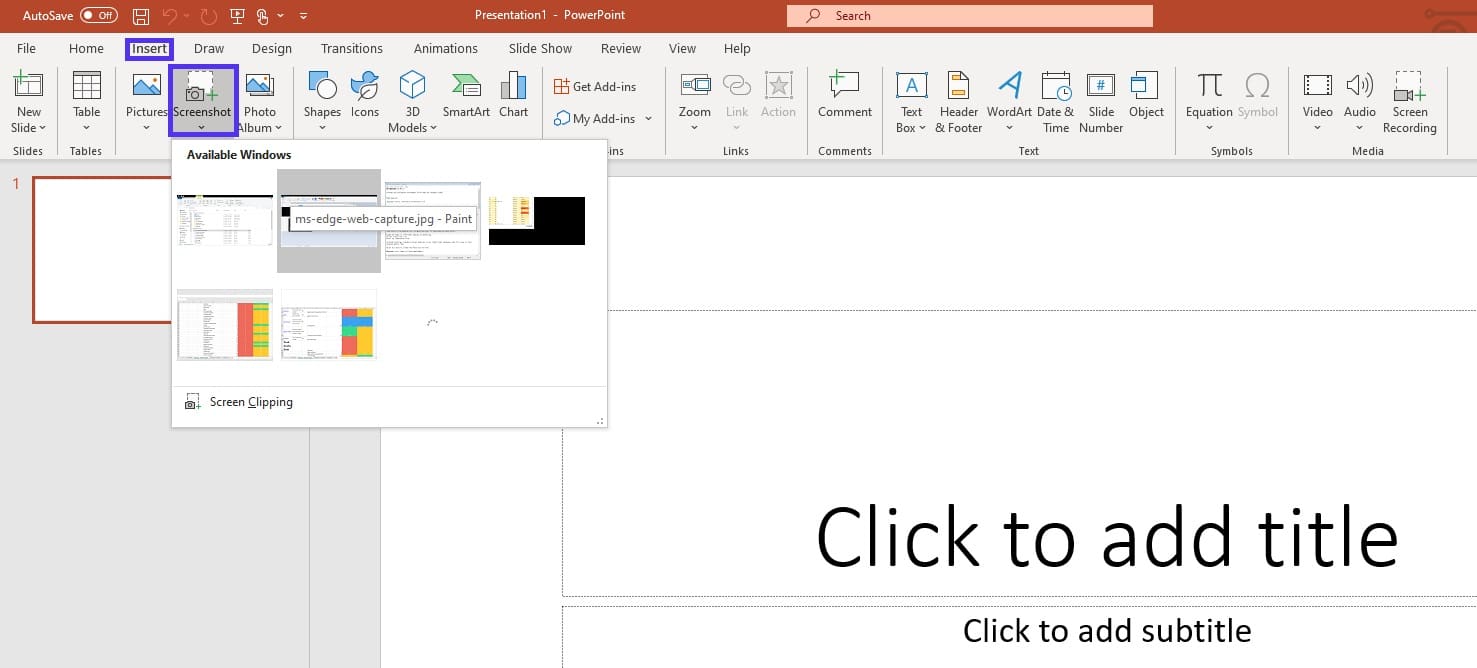 AutoSave Off
Presentation1 - PowerPoint
Search
File Home Insert Draw Design Transitions Animations Slide Show Review View Help
New Slide
Table
Pictures
Screenshot
Photo Album
Shapes
Icons
3D Models
SmartArt
Chart
Get Add-ins
My Add-ins
Zoom
Link
Action
Comment
Text Box
Header & Footer
WordArt
Date & Time
Slide Number
Object
Equation
Symbol
Video
Audio
Screen Recording
Slides
Tables
ins
Links
Comments
Text
Symbols
Media
Available Windows
ms-edge-web-capture.jpg - Paint
Screen Clipping
1
Click to add title
Click to add subtitle